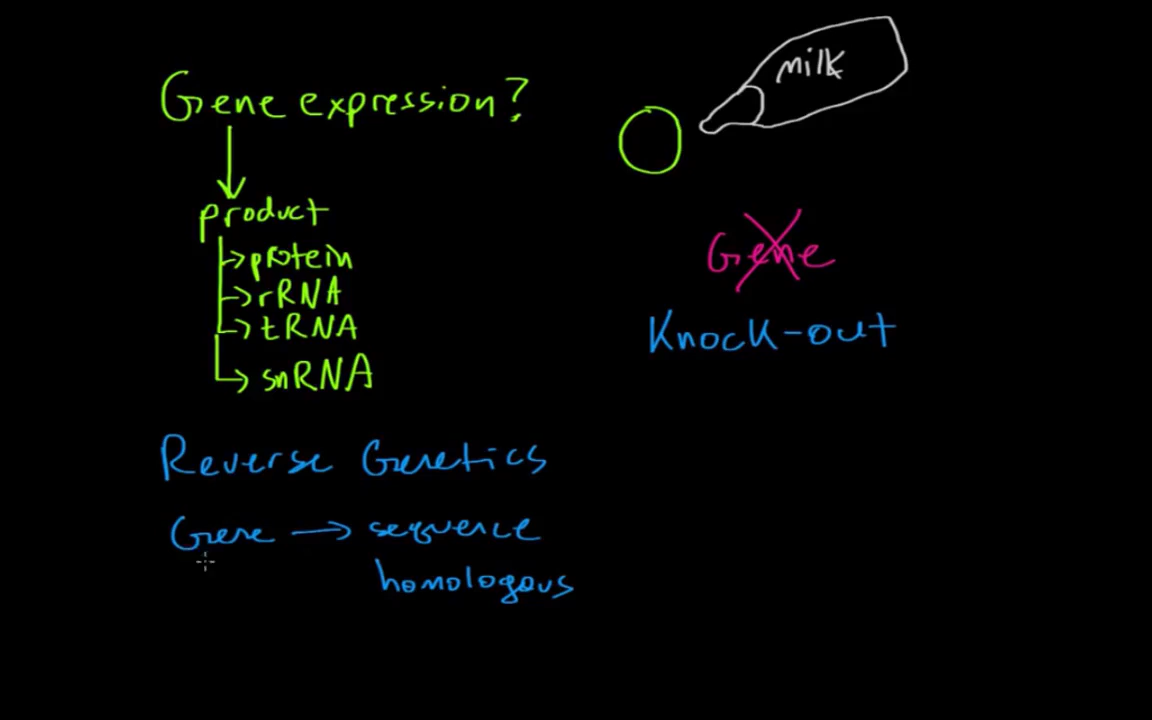 Gene expression?
product
protein
rRNA
tRNA
snRNA
milk
Gene
Knock-out
Reverse Genetics
Gene → sequence
homologous